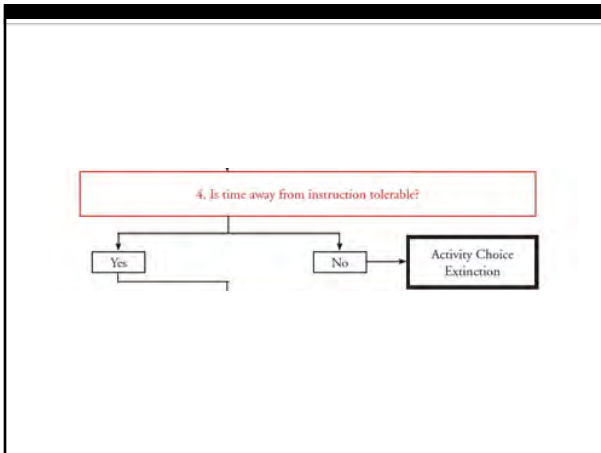 4. Is time away from instruction tolerable?
Yes
No
Activity Choice
Extinction